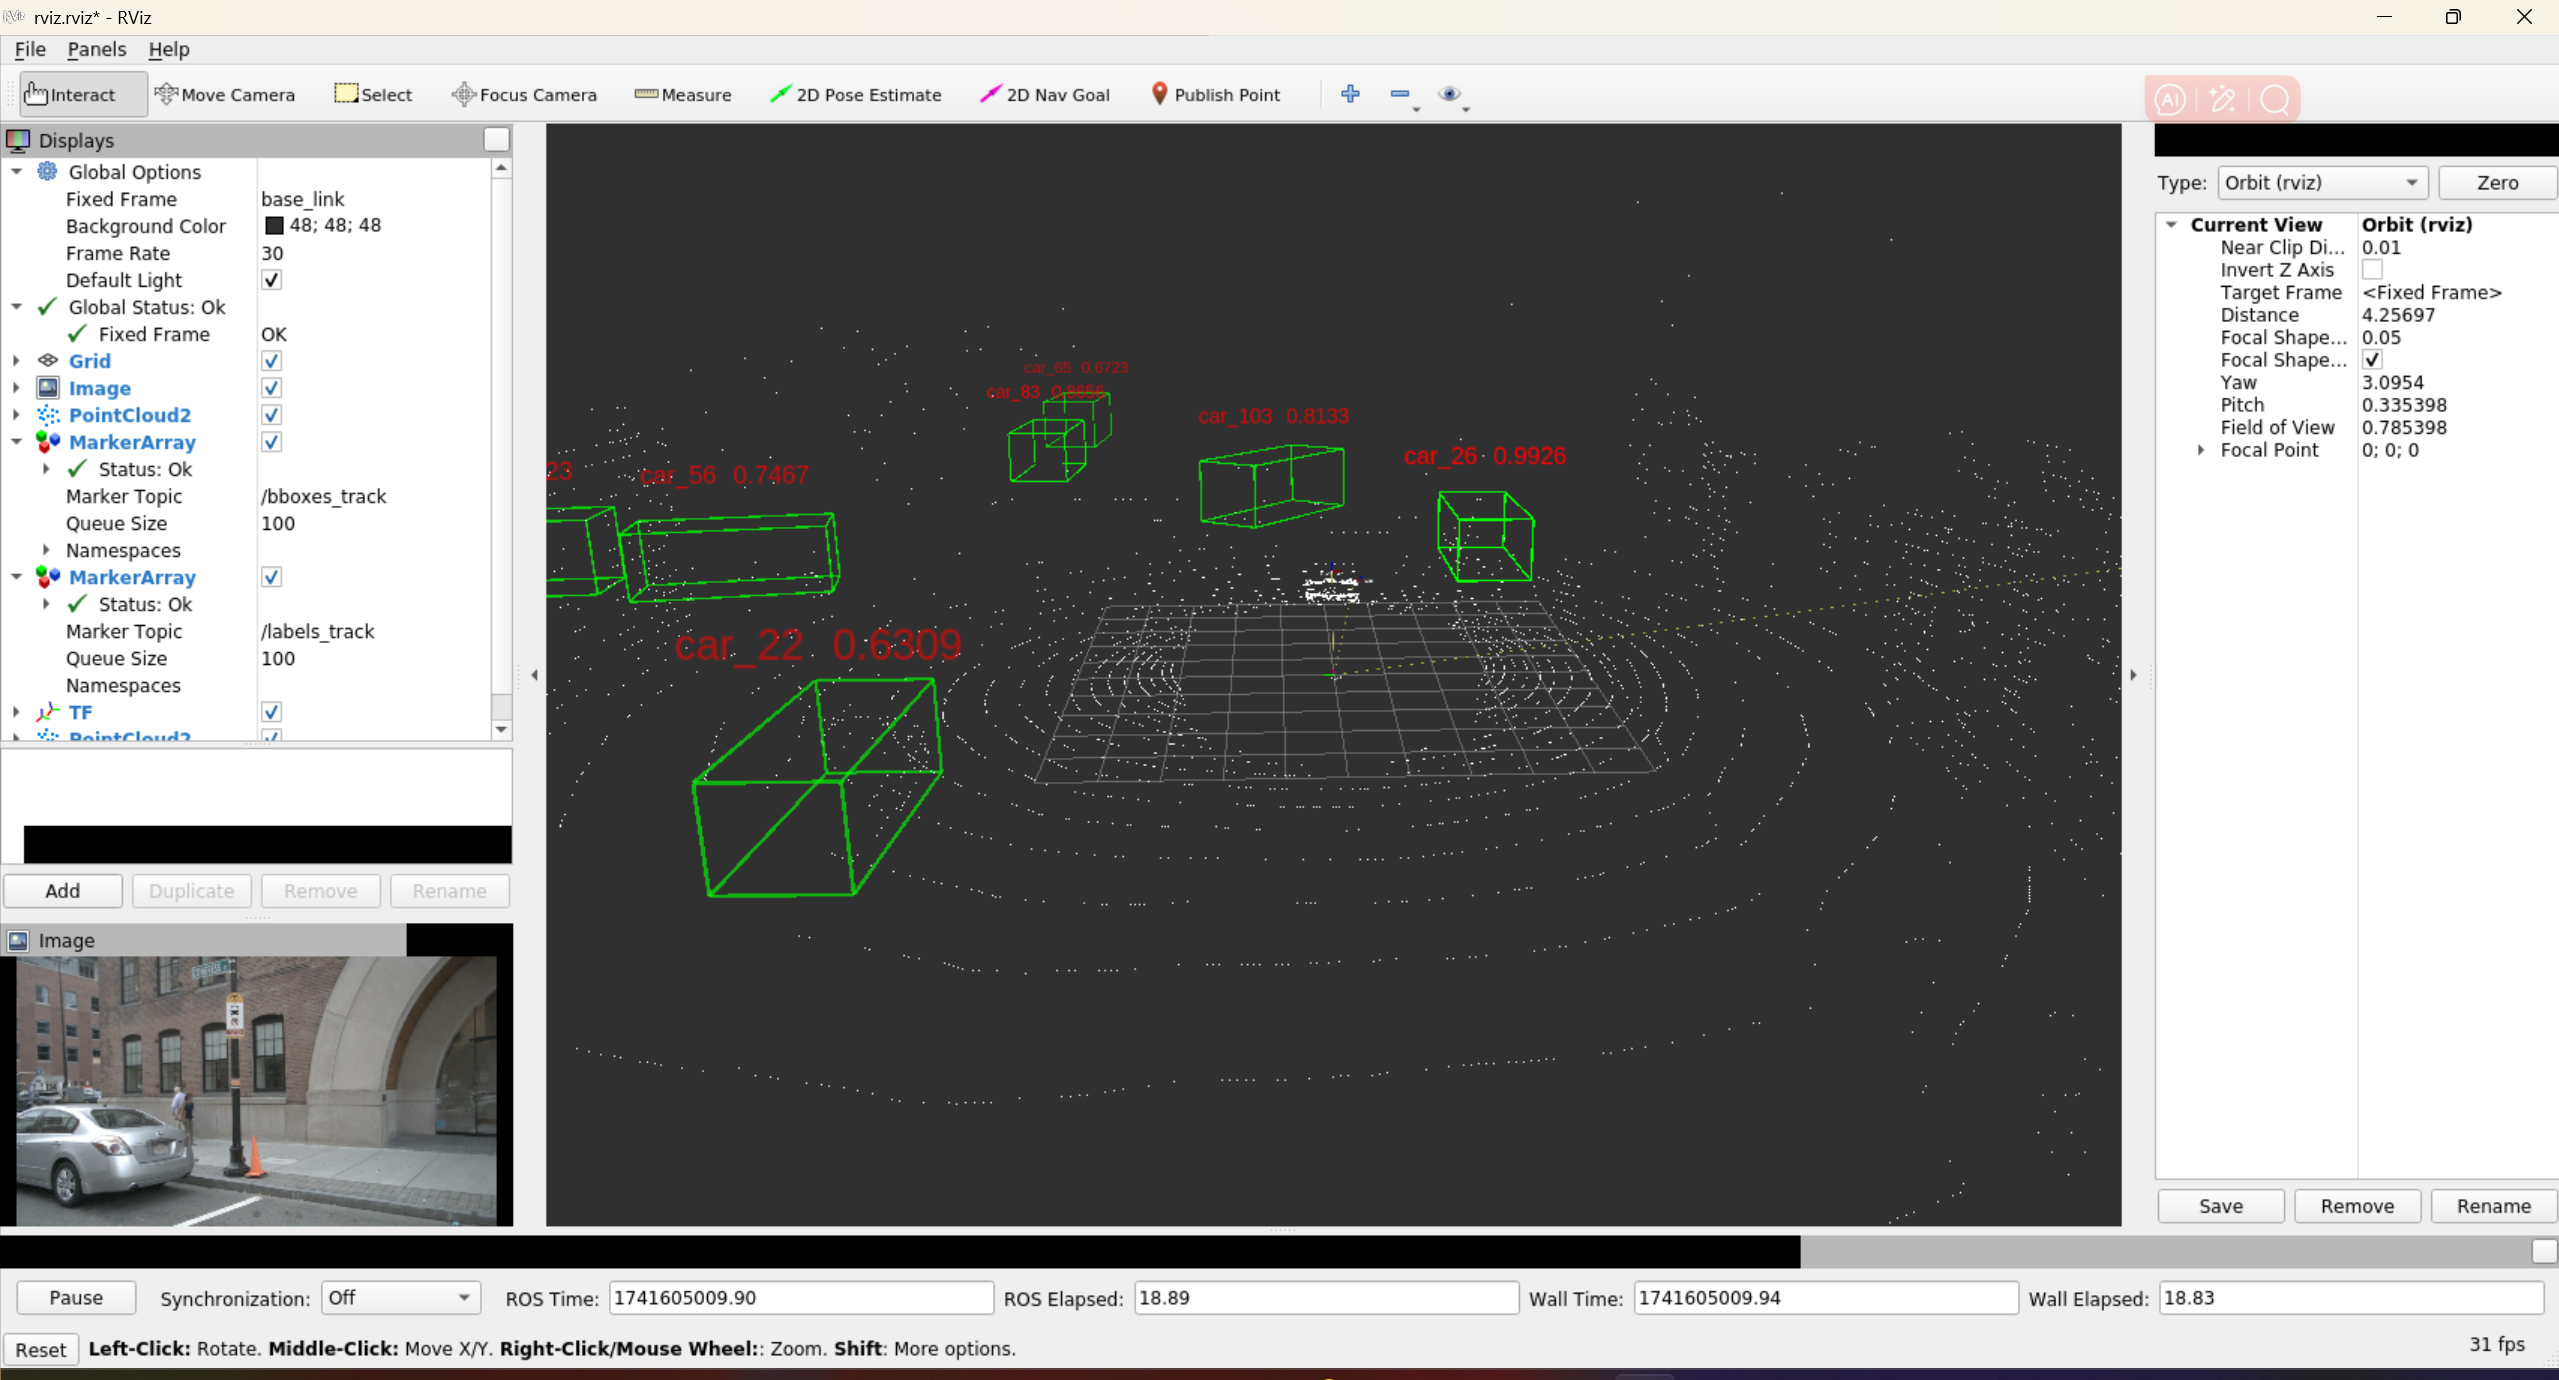 rviz.rviz* - RViz
File Panels Help
Interact Move Camera Select Focus Camera Measure 2D Pose Estimate 2D Nav Goal Publish Point
AI
Displays
Global Options
Fixed Frame base_link
Background Color 48; 48; 48
Frame Rate 30
Default Light
Global Status: Ok
Fixed Frame OK
Grid
Image
PointCloud2
MarkerArray
Status: Ok
Marker Topic /bboxes_track
Queue Size 100
Namespaces
MarkerArray
Status: Ok
Marker Topic /labels_track
Queue Size 100
Namespaces
TF
PointCloud2
Add Duplicate Remove Rename
Image
car_65 0.6723
car_83 0.8656
car_103 0.8133
car_26 0.9926
23
car_56 0.7467
car_22 0.6309
Type: Orbit (rviz) Zero
Current View Orbit (rviz)
Near Clip Di... 0.01
Invert Z Axis
Target Frame <Fixed Frame>
Distance 4.25697
Focal Shape... 0.05
Focal Shape...
Yaw 3.0954
Pitch 0.335398
Field of View 0.785398
Focal Point 0; 0; 0
Save Remove Rename
Pause Synchronization: Off ROS Time: 1741605009.90 ROS Elapsed: 18.89 Wall Time: 1741605009.94 Wall Elapsed: 18.83
Reset Left-Click: Rotate. Middle-Click: Move X/Y. Right-Click/Mouse Wheel:: Zoom. Shift: More options. 31 fps